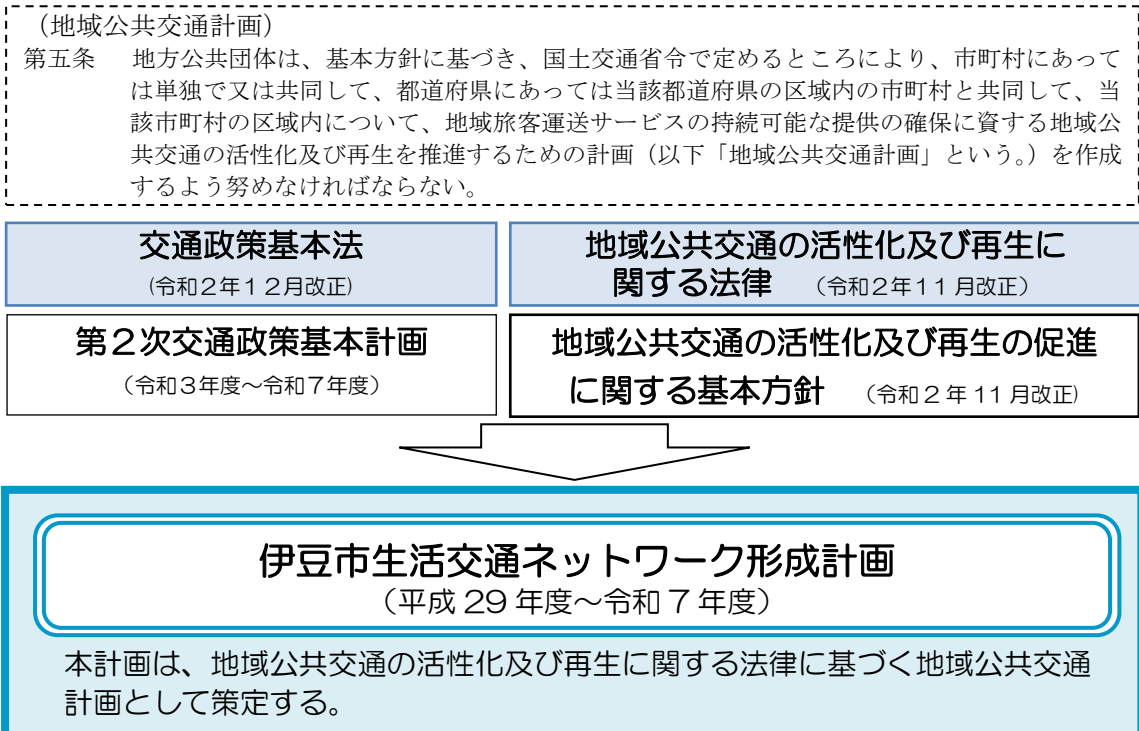 （地域公共交通計画）
第五条　地方公共団体は、基本方針に基づき、国土交通省令で定めるところにより、市町村にあって
は単独で又は共同して、都道府県にあっては当該都道府県の区域内の市町村と共同して、当
該市町村の区域内について、地域旅客運送サービスの持続可能な提供の確保に資する地域公
共交通の活性化及び再生を推進するための計画（以下「地域公共交通計画」という。）を作成
するよう努めなければならない。
交通政策基本法
(令和２年１２月改正)
地域公共交通の活性化及び再生に
関する法律　（令和２年11 月改正）
第２次交通政策基本計画
（令和３年度～令和７年度）
地域公共交通の活性化及び再生の促進
に関する基本方針　（令和 2 年 11 月改正)
伊豆市生活交通ネットワーク形成計画
（平成 29 年度～令和 7 年度）
本計画は、地域公共交通の活性化及び再生に関する法律に基づく地域公共交通
計画として策定する。